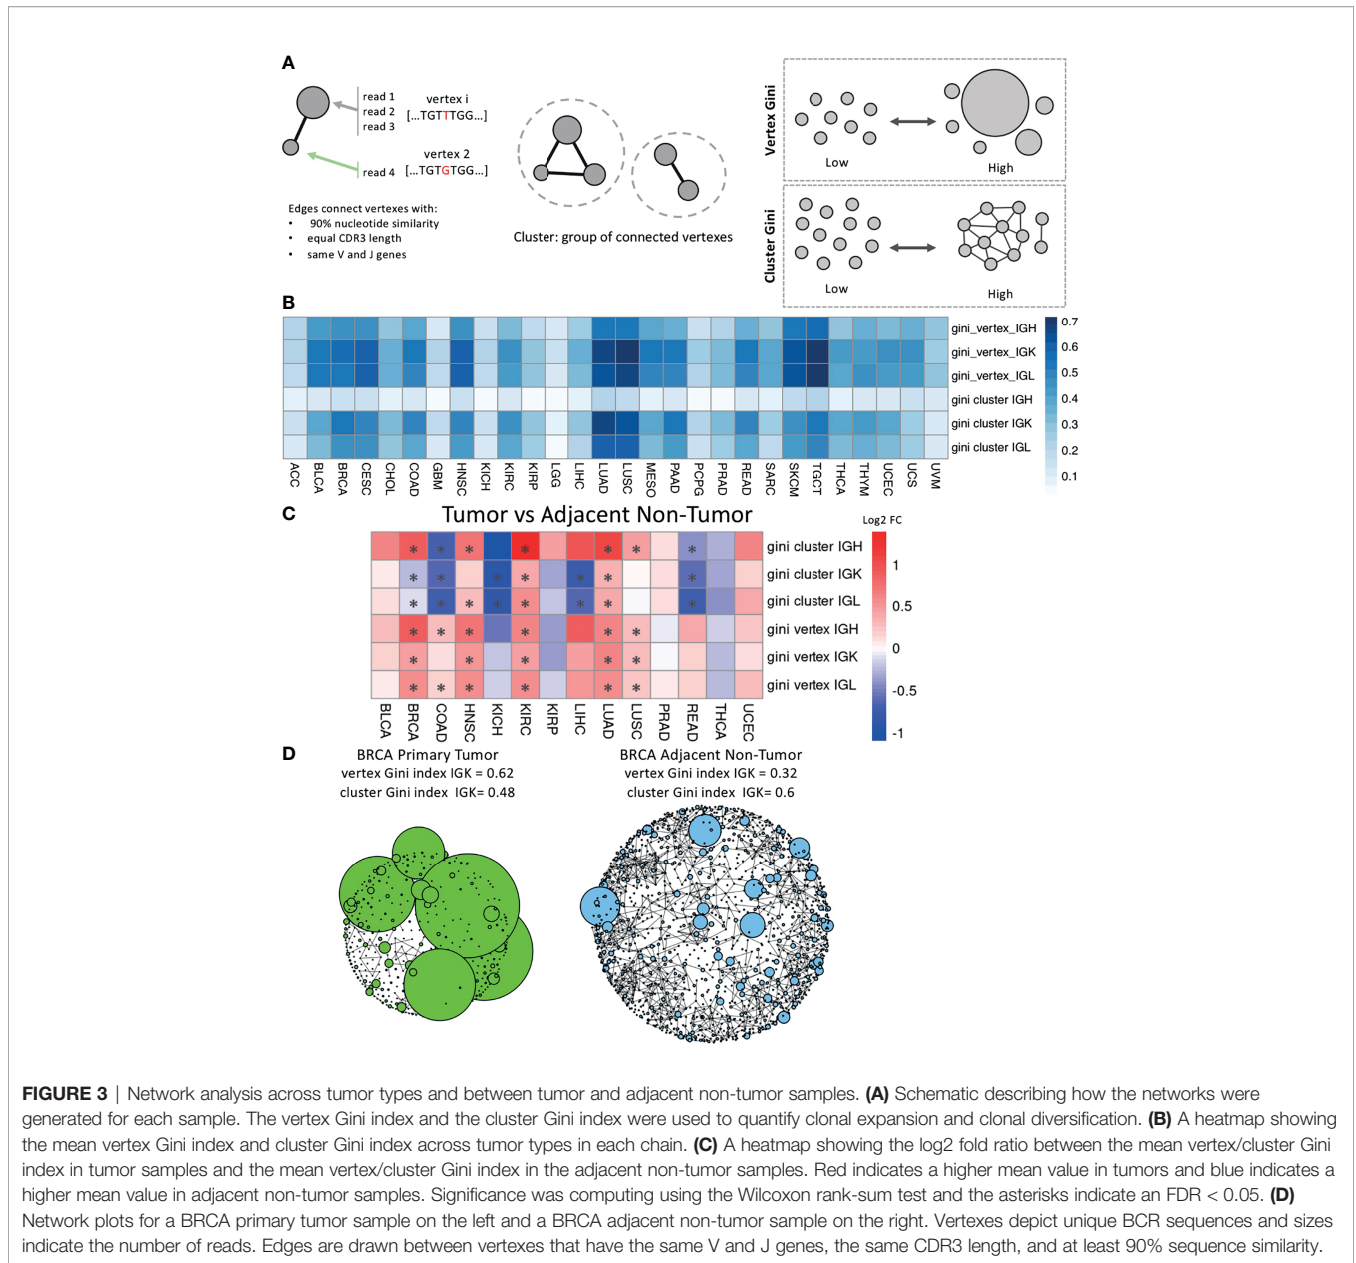 A
read 1
read 2
read 3
vertex i
[...TGTTTGG...]
read 4
vertex 2
[...TGTGTGG...]
Edges connect vertexes with:
• 90% nucleotide similarity
• equal CDR3 length
• same V and J genes
Cluster: group of connected vertexes
Vertex Gini
Low
High
Cluster Gini
Low
High
B
gini_vertex_IGH
gini_vertex_IGK
gini_vertex_IGL
gini cluster IGH
gini cluster IGK
gini cluster IGL
0.7
0.6
0.5
0.4
0.3
0.2
0.1
ACC
BLCA
BRCA
CESC
CHOL
COAD
GBM
HNSC
KICH
KIRC
KIRP
LGG
LIHC
LUAD
LUSC
MESO
PAAD
PCPG
PRAD
READ
SARC
SKCM
TGCT
THCA
THYM
UCEC
UCS
UVM
C
Tumor vs Adjacent Non-Tumor
Log2 FC
gini cluster IGH
gini cluster IGK
gini cluster IGL
gini vertex IGH
gini vertex IGK
gini vertex IGL
1
0.5
0
-0.5
-1
BLCA
BRCA
COAD
HNSC
KICH
KIRC
KIRP
LIHC
LUAD
LUSC
PRAD
READ
THCA
UCEC
D
BRCA Primary Tumor
vertex Gini index IGK = 0.62
cluster Gini index IGK= 0.48
BRCA Adjacent Non-Tumor
vertex Gini index IGK = 0.32
cluster Gini index IGK= 0.6
FIGURE 3 | Network analysis across tumor types and between tumor and adjacent non-tumor samples. (A) Schematic describing how the networks were
generated for each sample. The vertex Gini index and the cluster Gini index were used to quantify clonal expansion and clonal diversification. (B) A heatmap showing
the mean vertex Gini index and cluster Gini index across tumor types in each chain. (C) A heatmap showing the log2 fold ratio between the mean vertex/cluster Gini
index in tumor samples and the mean vertex/cluster Gini index in the adjacent non-tumor samples. Red indicates a higher mean value in tumors and blue indicates a
higher mean value in adjacent non-tumor samples. Significance was computing using the Wilcoxon rank-sum test and the asterisks indicate an FDR < 0.05. (D)
Network plots for a BRCA primary tumor sample on the left and a BRCA adjacent non-tumor sample on the right. Vertexes depict unique BCR sequences and sizes
indicate the number of reads. Edges are drawn between vertexes that have the same V and J genes, the same CDR3 length, and at least 90% sequence similarity.